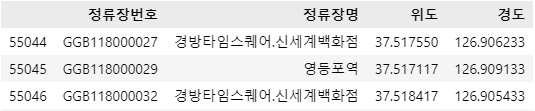 정류장번호 정류장명 위도 경도
55044 GGB118000027 경방타임스퀘어.신세계백화점 37.517550 126.906233
55045 GGB118000029 영등포역 37.517117 126.909133
55046 GGB118000032 경방타임스퀘어.신세계백화점 37.518417 126.905433